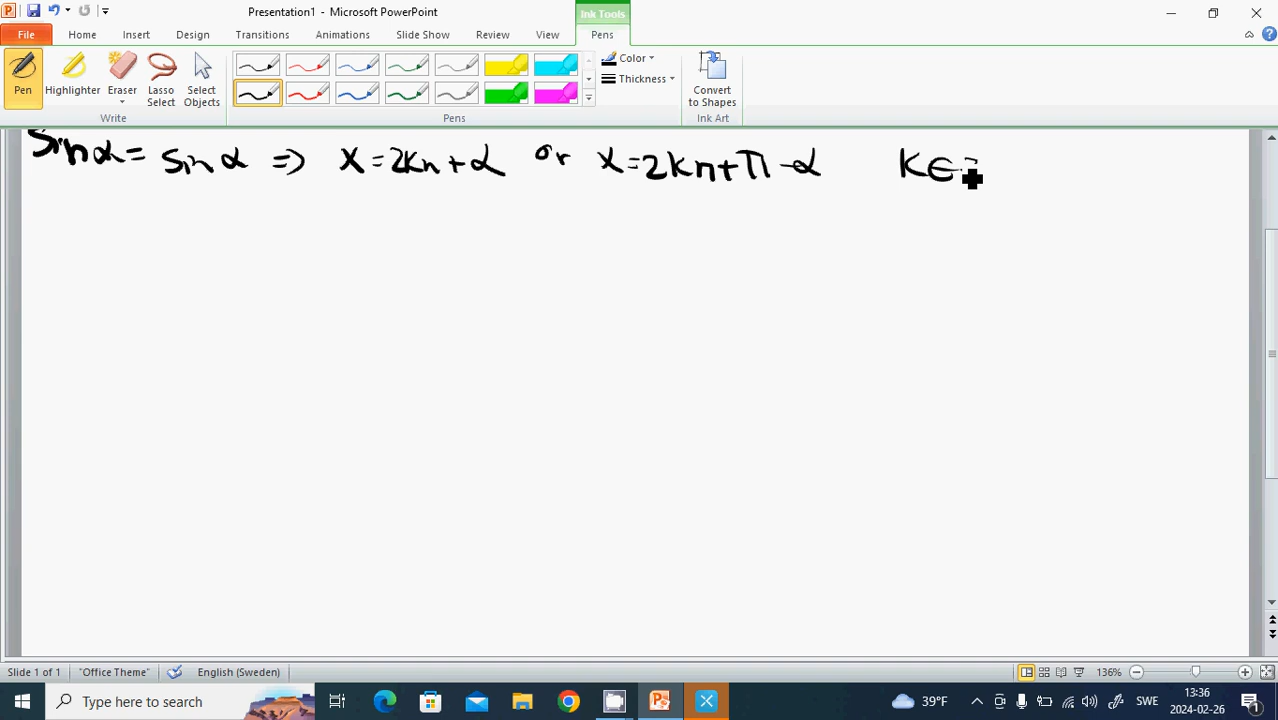 Presentation1 - Microsoft PowerPoint
Ink Tools
File Home Insert Design Transitions Animations Slide Show Review View Pens
Pen Highlighter Eraser Lasso Select Select Objects
Color
Thickness
Convert to Shapes
Write Pens Ink Art
Sinα = sinα ⇒ x = 2kπ + α or x = 2kπ + π - α K∈
Slide 1 of 1 "Office Theme" English (Sweden) 136%
Type here to search 39°F SWE 13:36
2024-02-26 1